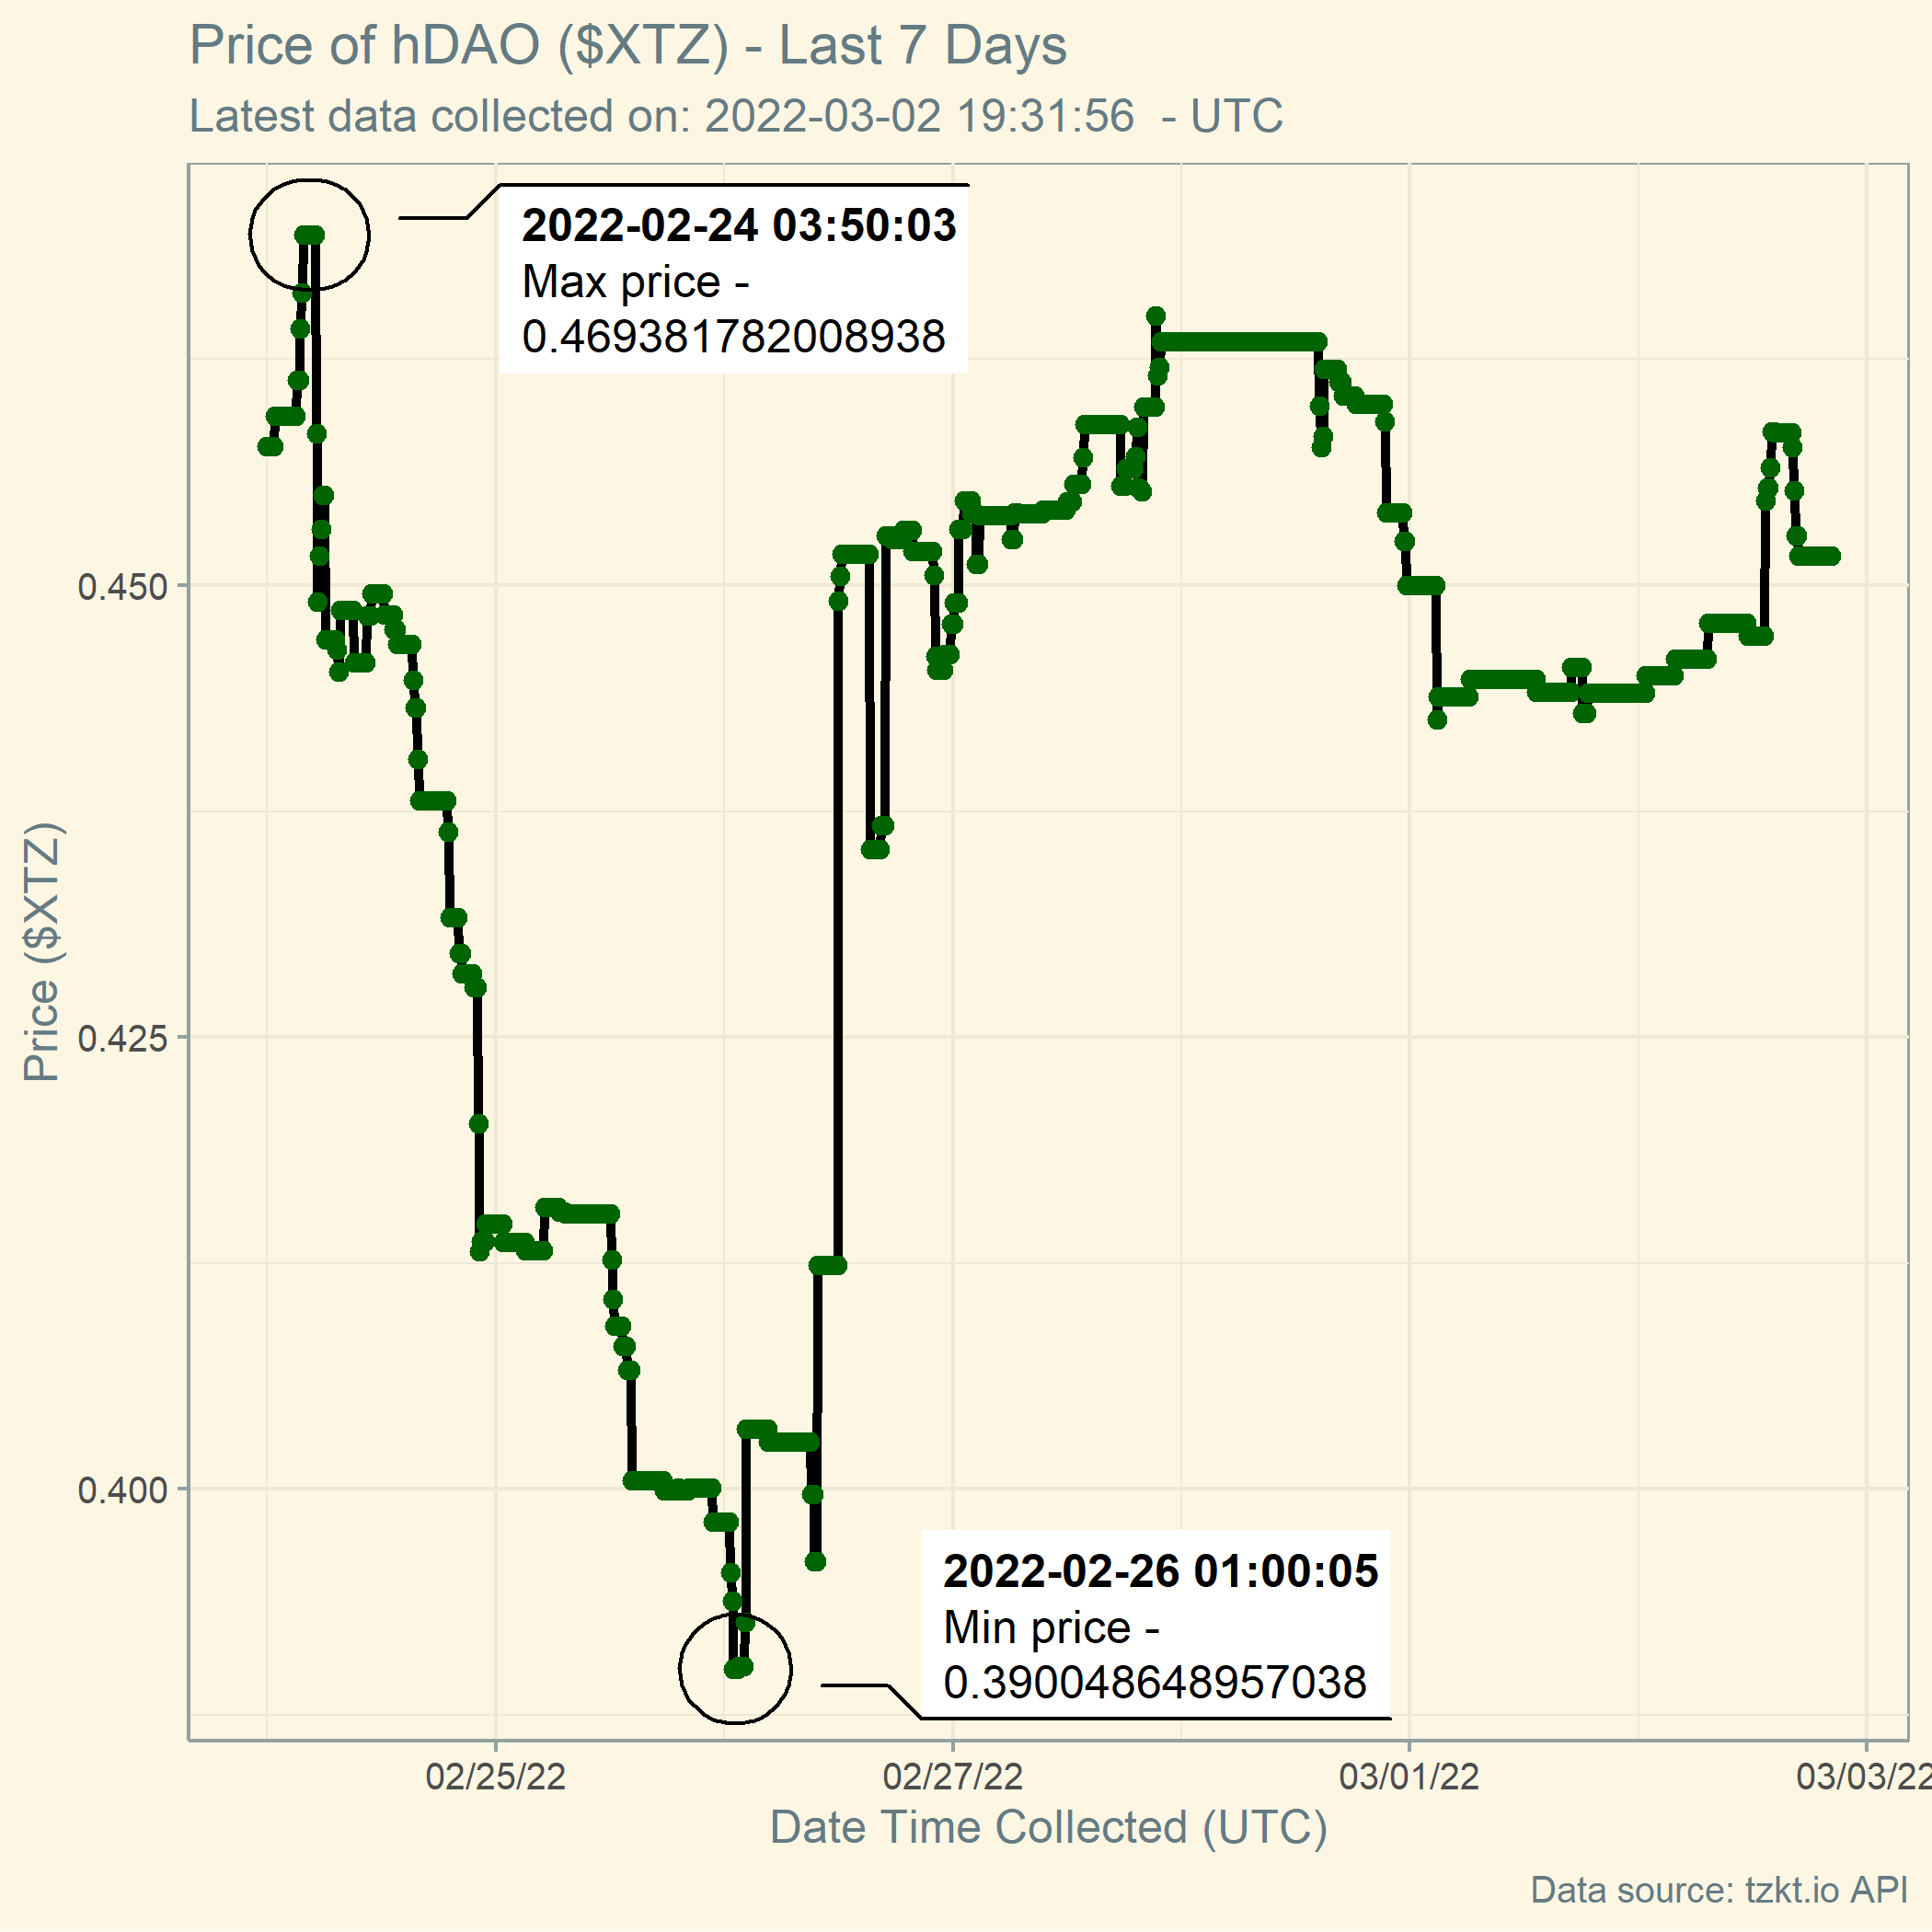 Price of hDAO ($XTZ) - Last 7 Days
Latest data collected on: 2022-03-02 19:31:56  - UTC
2022-02-24 03:50:03
Max price -
0.469381782008938
0.450
0.425
0.400
Price ($XTZ)
2022-02-26 01:00:05
Min price -
0.390048648957038
02/25/22
02/27/22
03/01/22
03/03/22
Date Time Collected (UTC)
Data source: tzkt.io API